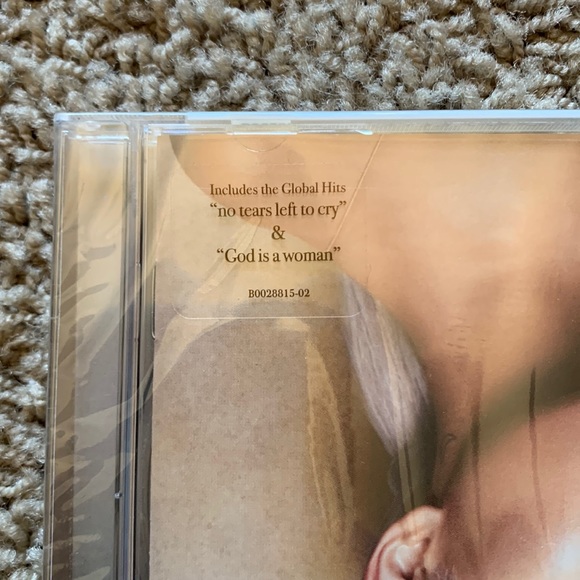 Includes the Global Hits
“no tears left to cry”
&
“God is a woman”
B0028815-02